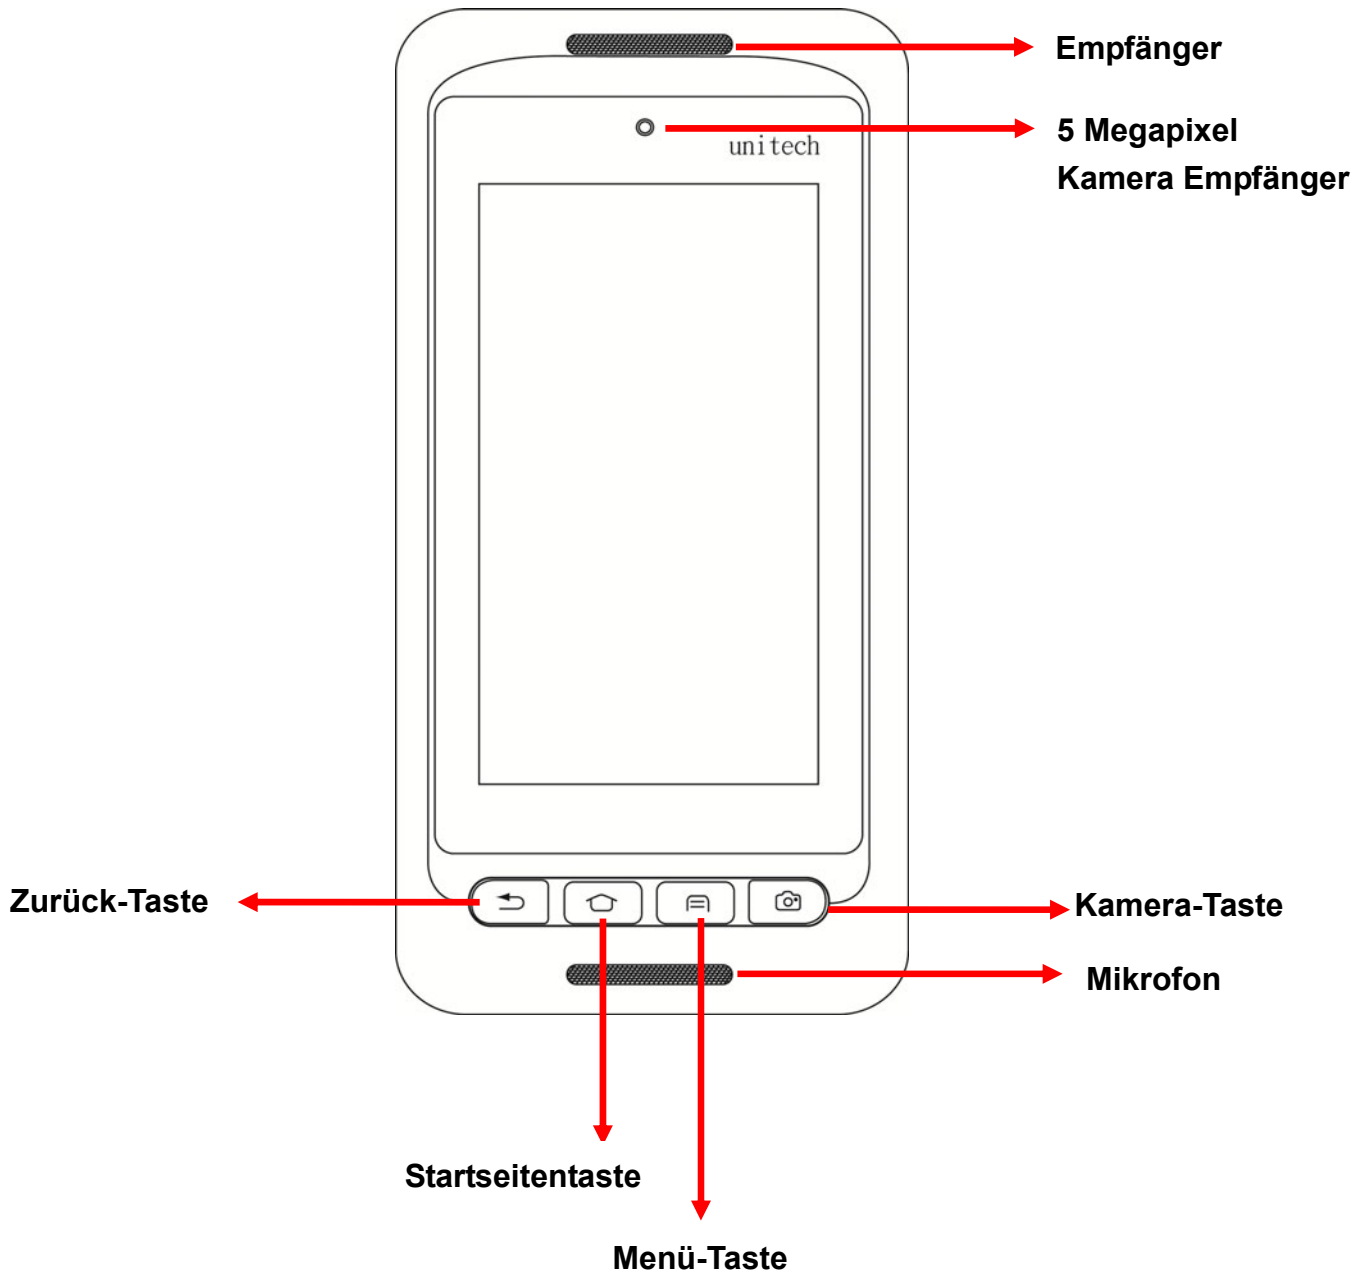 Empfänger
5 Megapixel
unitech
Kamera Empfänger
Zurück-Taste
Kamera-Taste
Mikrofon
Startseitentaste
Menü-Taste